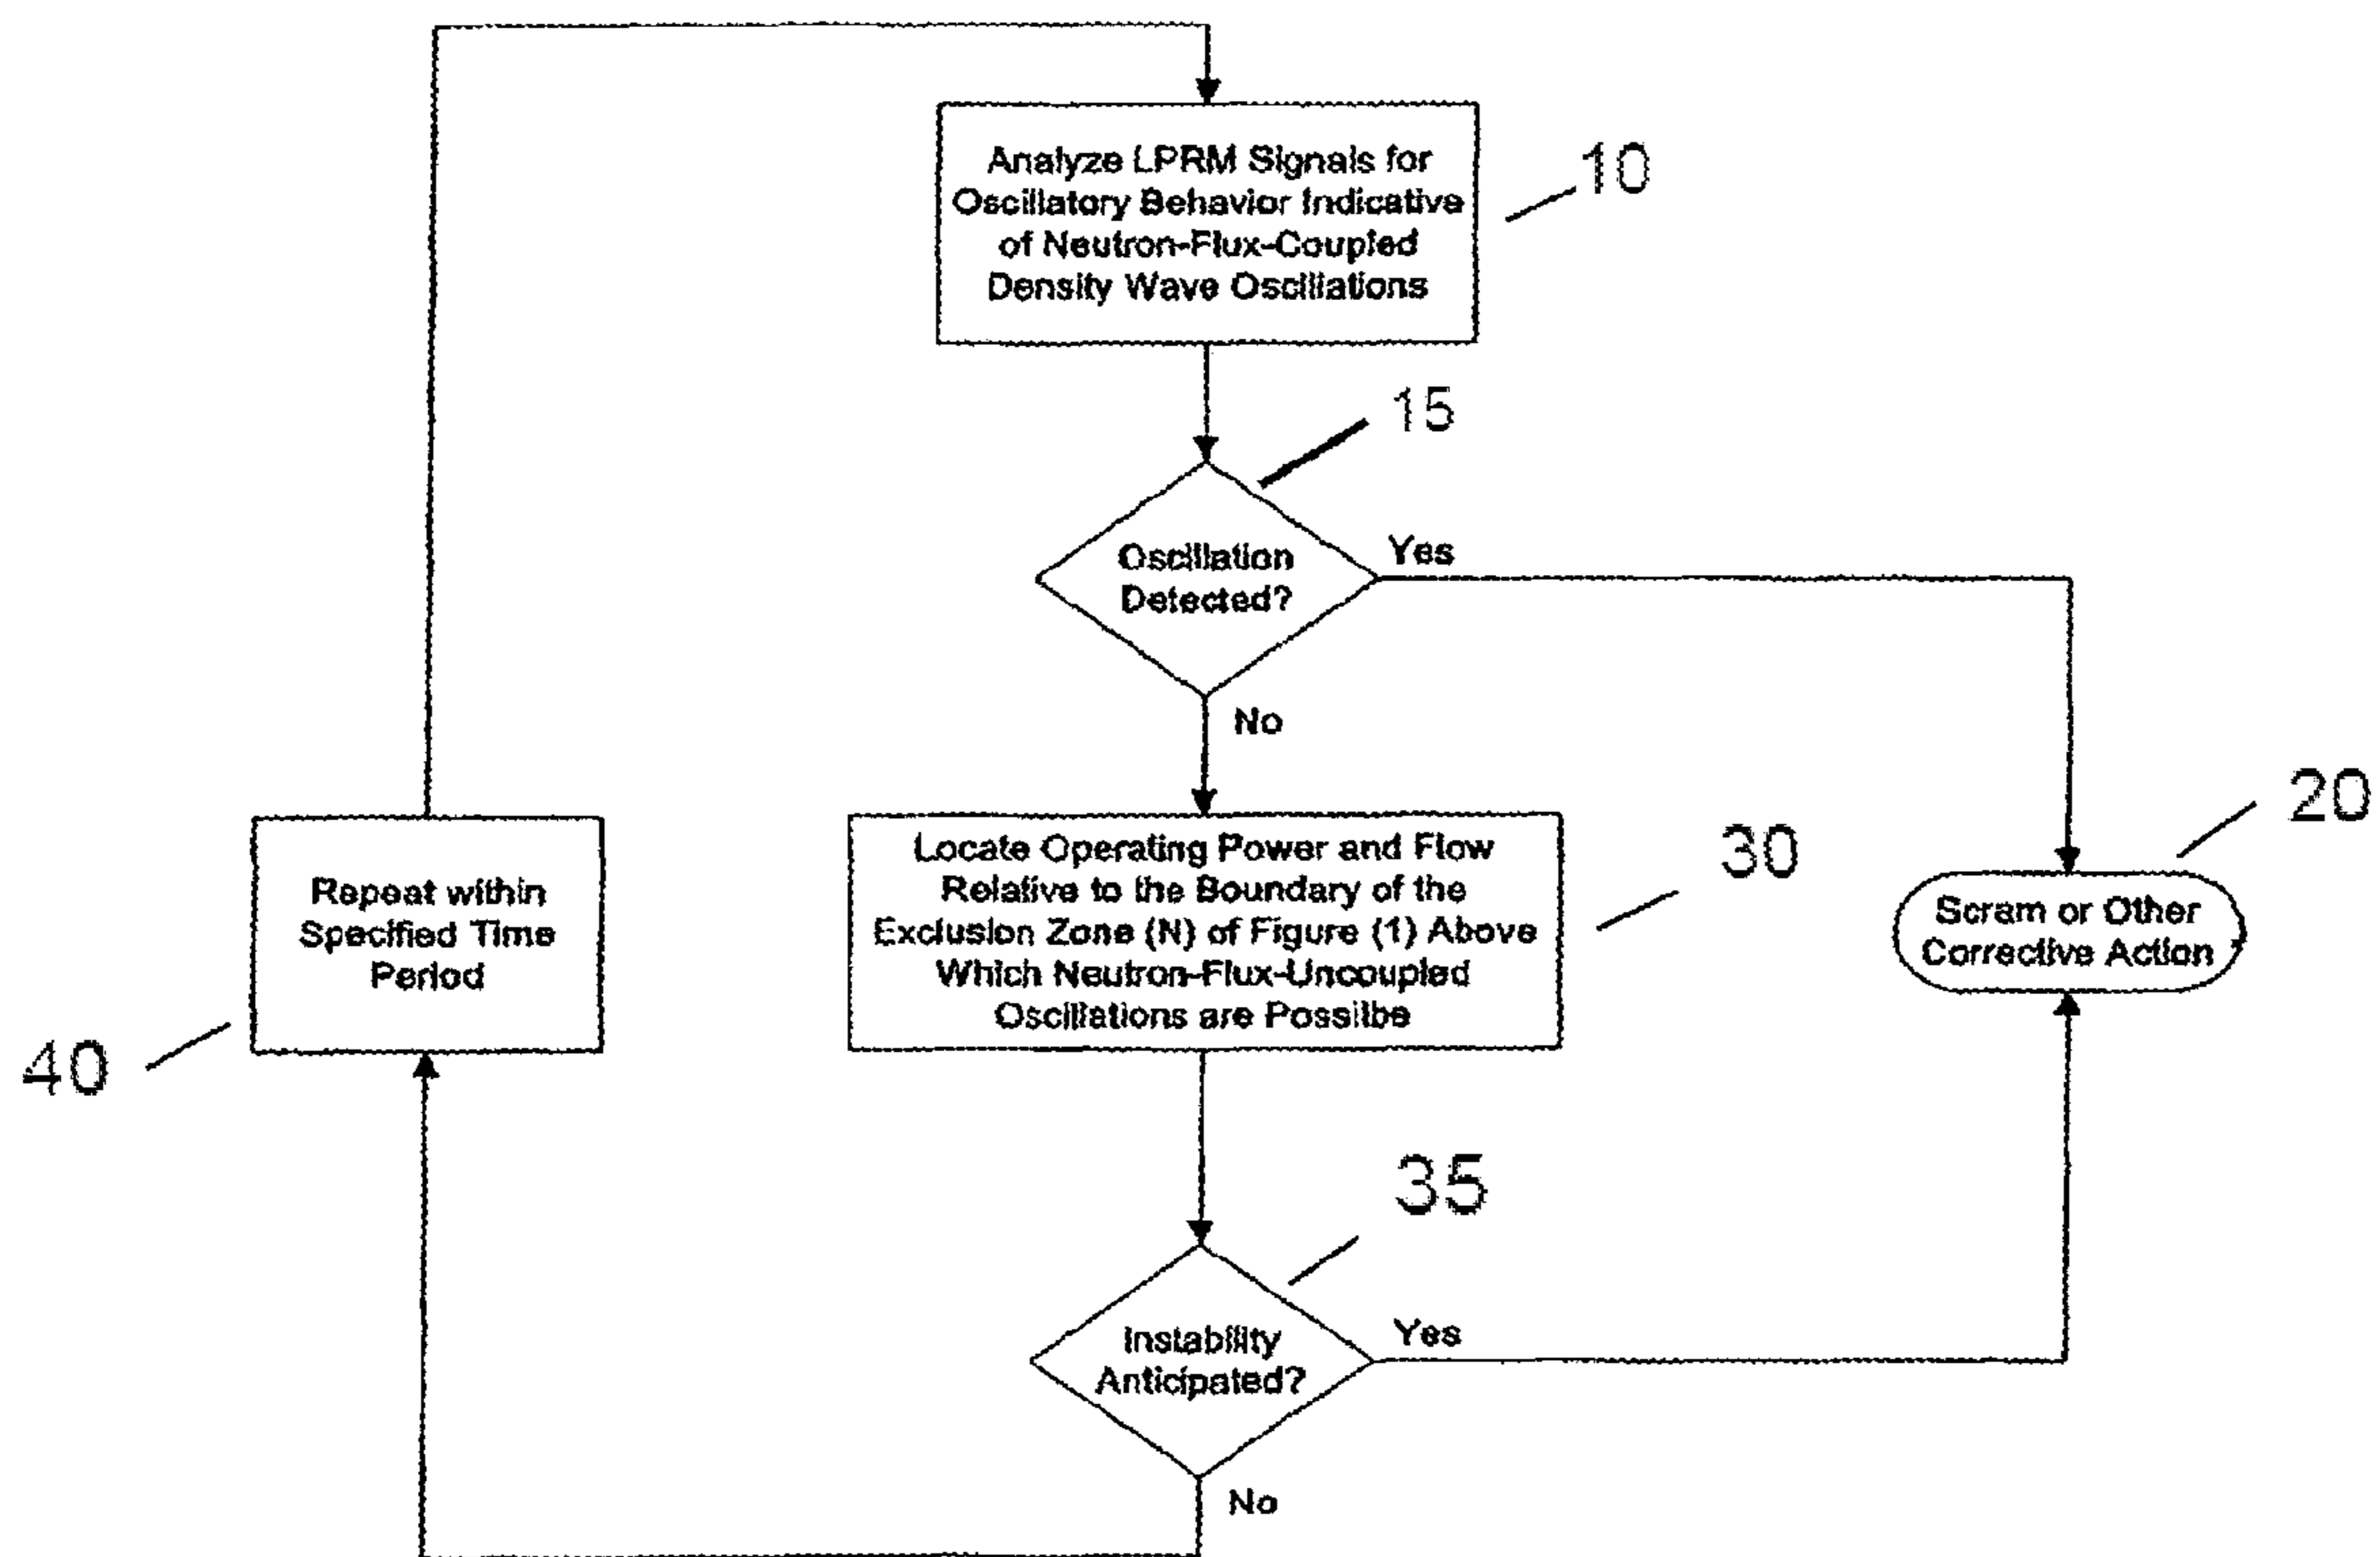 Analyze LPRM Signals for
Oscillatory Behavior Indicative
of Neutron-Flux-Coupled
Density Wave Oscillations
10
15
Oscillation
Detected?
Yes
No
Locate Operating Power and Flow
Relative to the Boundary of the
Exclusion Zone (N) of Figure (1) Above
Which Neutron-Flux-Uncoupled
Oscillations are Possilbe
30
20
Scram or Other
Corrective Action
Repeat within
Specified Time
Period
40
35
Instability
Anticipated?
Yes
No